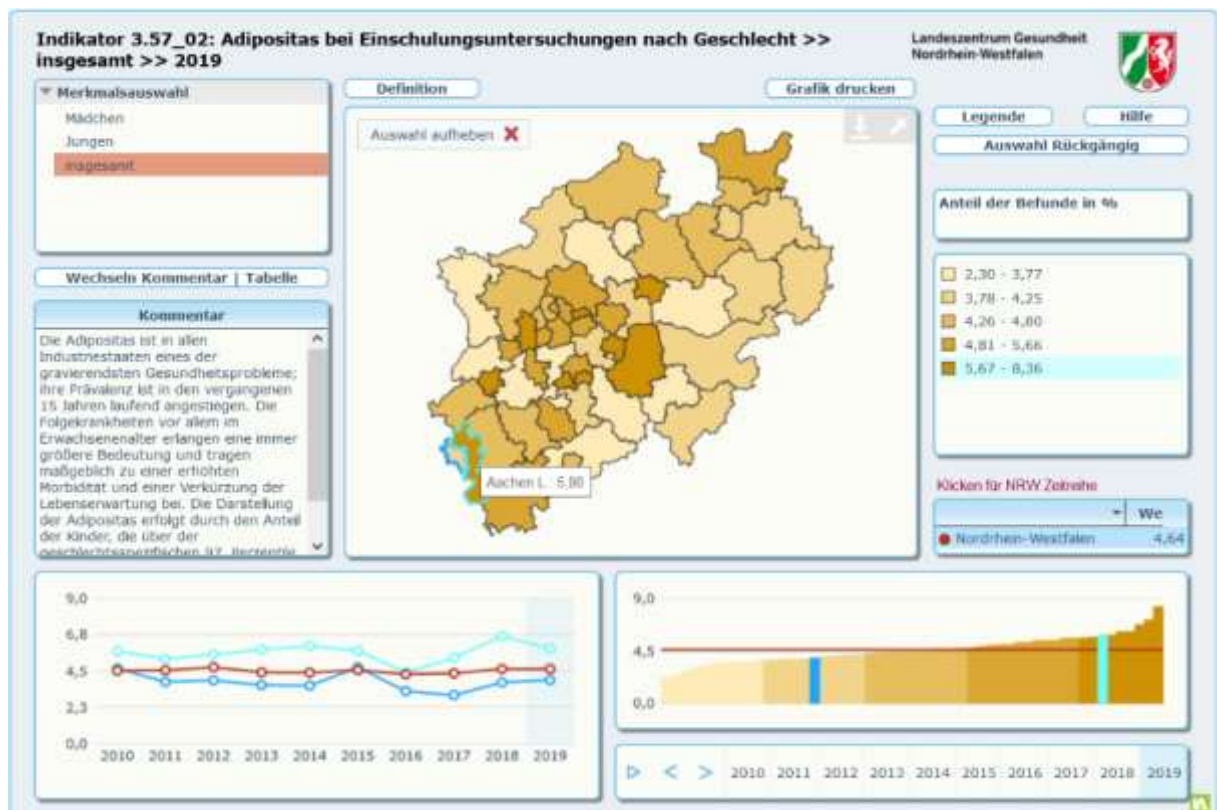 Indikator 3.57_02: Adipositas bei Einschulungsuntersuchungen nach Geschlecht >>
insgesamt >> 2019
Landeszentrum Gesundheit
Nordrhein-Westfalen
Merkmalsauswahl
Mädchen
Jungen
insgesamt
Definition
Grafik drucken
Auswahl aufheben
Legende
Hilfe
Auswahl Rückgängig
Anteil der Befunde in %
2,30 - 3,77
3,78 - 4,25
4,26 - 4,80
4,81 - 5,66
5,67 - 8,36
Wechseln Kommentar | Tabelle
Kommentar
Die Adipositas ist in allen
Industriestaaten eines der
gravierendsten Gesundheitsprobleme;
ihre Prävalenz ist in den vergangenen
15 Jahren laufend angestiegen. Die
Folgekrankheiten vor allem im
Erwachsenenalter erlangen eine immer
größere Bedeutung und tragen
maßgeblich zu einer erhöhten
Morbidität und einer Verkürzung der
Lebenserwartung bei. Die Darstellung
der Adipositas erfolgt durch den Anteil
der Kinder, die über der
geschlechtsspezifischen 97. Perzentile
Aachen L.
Klicken für NRW Zeitreihe
We
Nordrhein-Westfalen 4,64
9,0
6,8
4,5
2,3
0,0
2010 2011 2012 2013 2014 2015 2016 2017 2018 2019
9,0
4,5
0,0
2010 2011 2012 2013 2014 2015 2016 2017 2018 2019